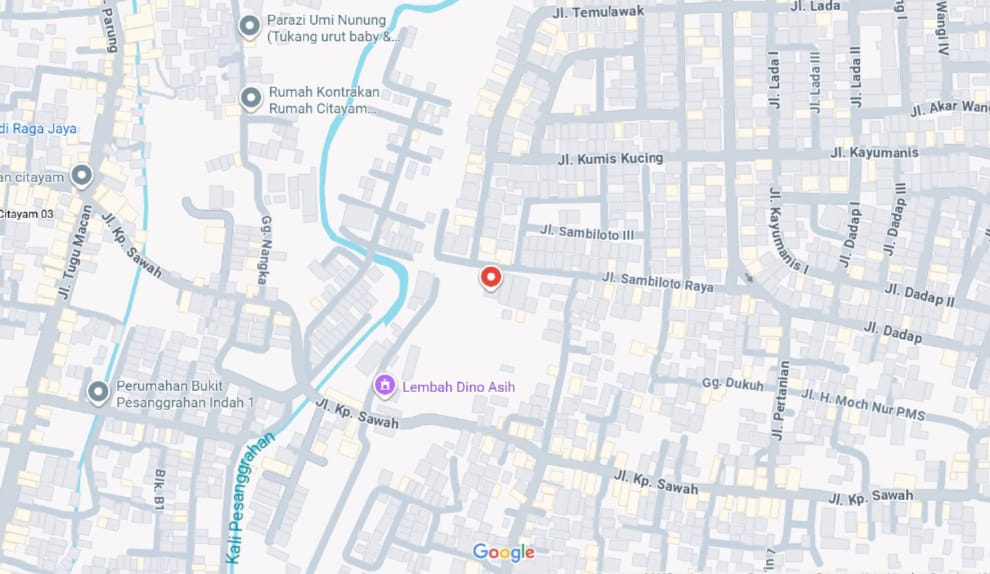 Parung
Parazi Umi Nunung
(Tukang urut baby &...
Jl. Temulawak
Jl. Lada
Wangi IV
Rumah Kontrakan
Rumah Citayam...
Jl. Lada I
Jl. Lada III
Jl. Lada II
Jl. Akar Wang
di Raga Jaya
Jl. Kumis Kucing
Jl. Kayumanis
an citayam
Citayam 03
Jl. Tugu Macan
Jl. Kp. Sawah
Gg. Nangka
Jl. Sambiloto III
Jl. Kayumanis I
Jl. Dadap I
Jl. Dadap III
Jl. Sambiloto Raya
Jl. Dadap II
Jl. Dadap
Perumahan Bukit
Pesanggrahan Indah 1
Lembah Dino Asih
Gg. Dukuh
Jl. Pertanian
Jl. H. Moch Nur PMS
Jl. Kp. Sawah
Kali Pesanggrahan
Blk. B1
Jl. Kp. Sawah
Jl. Kp. Sawah
Google